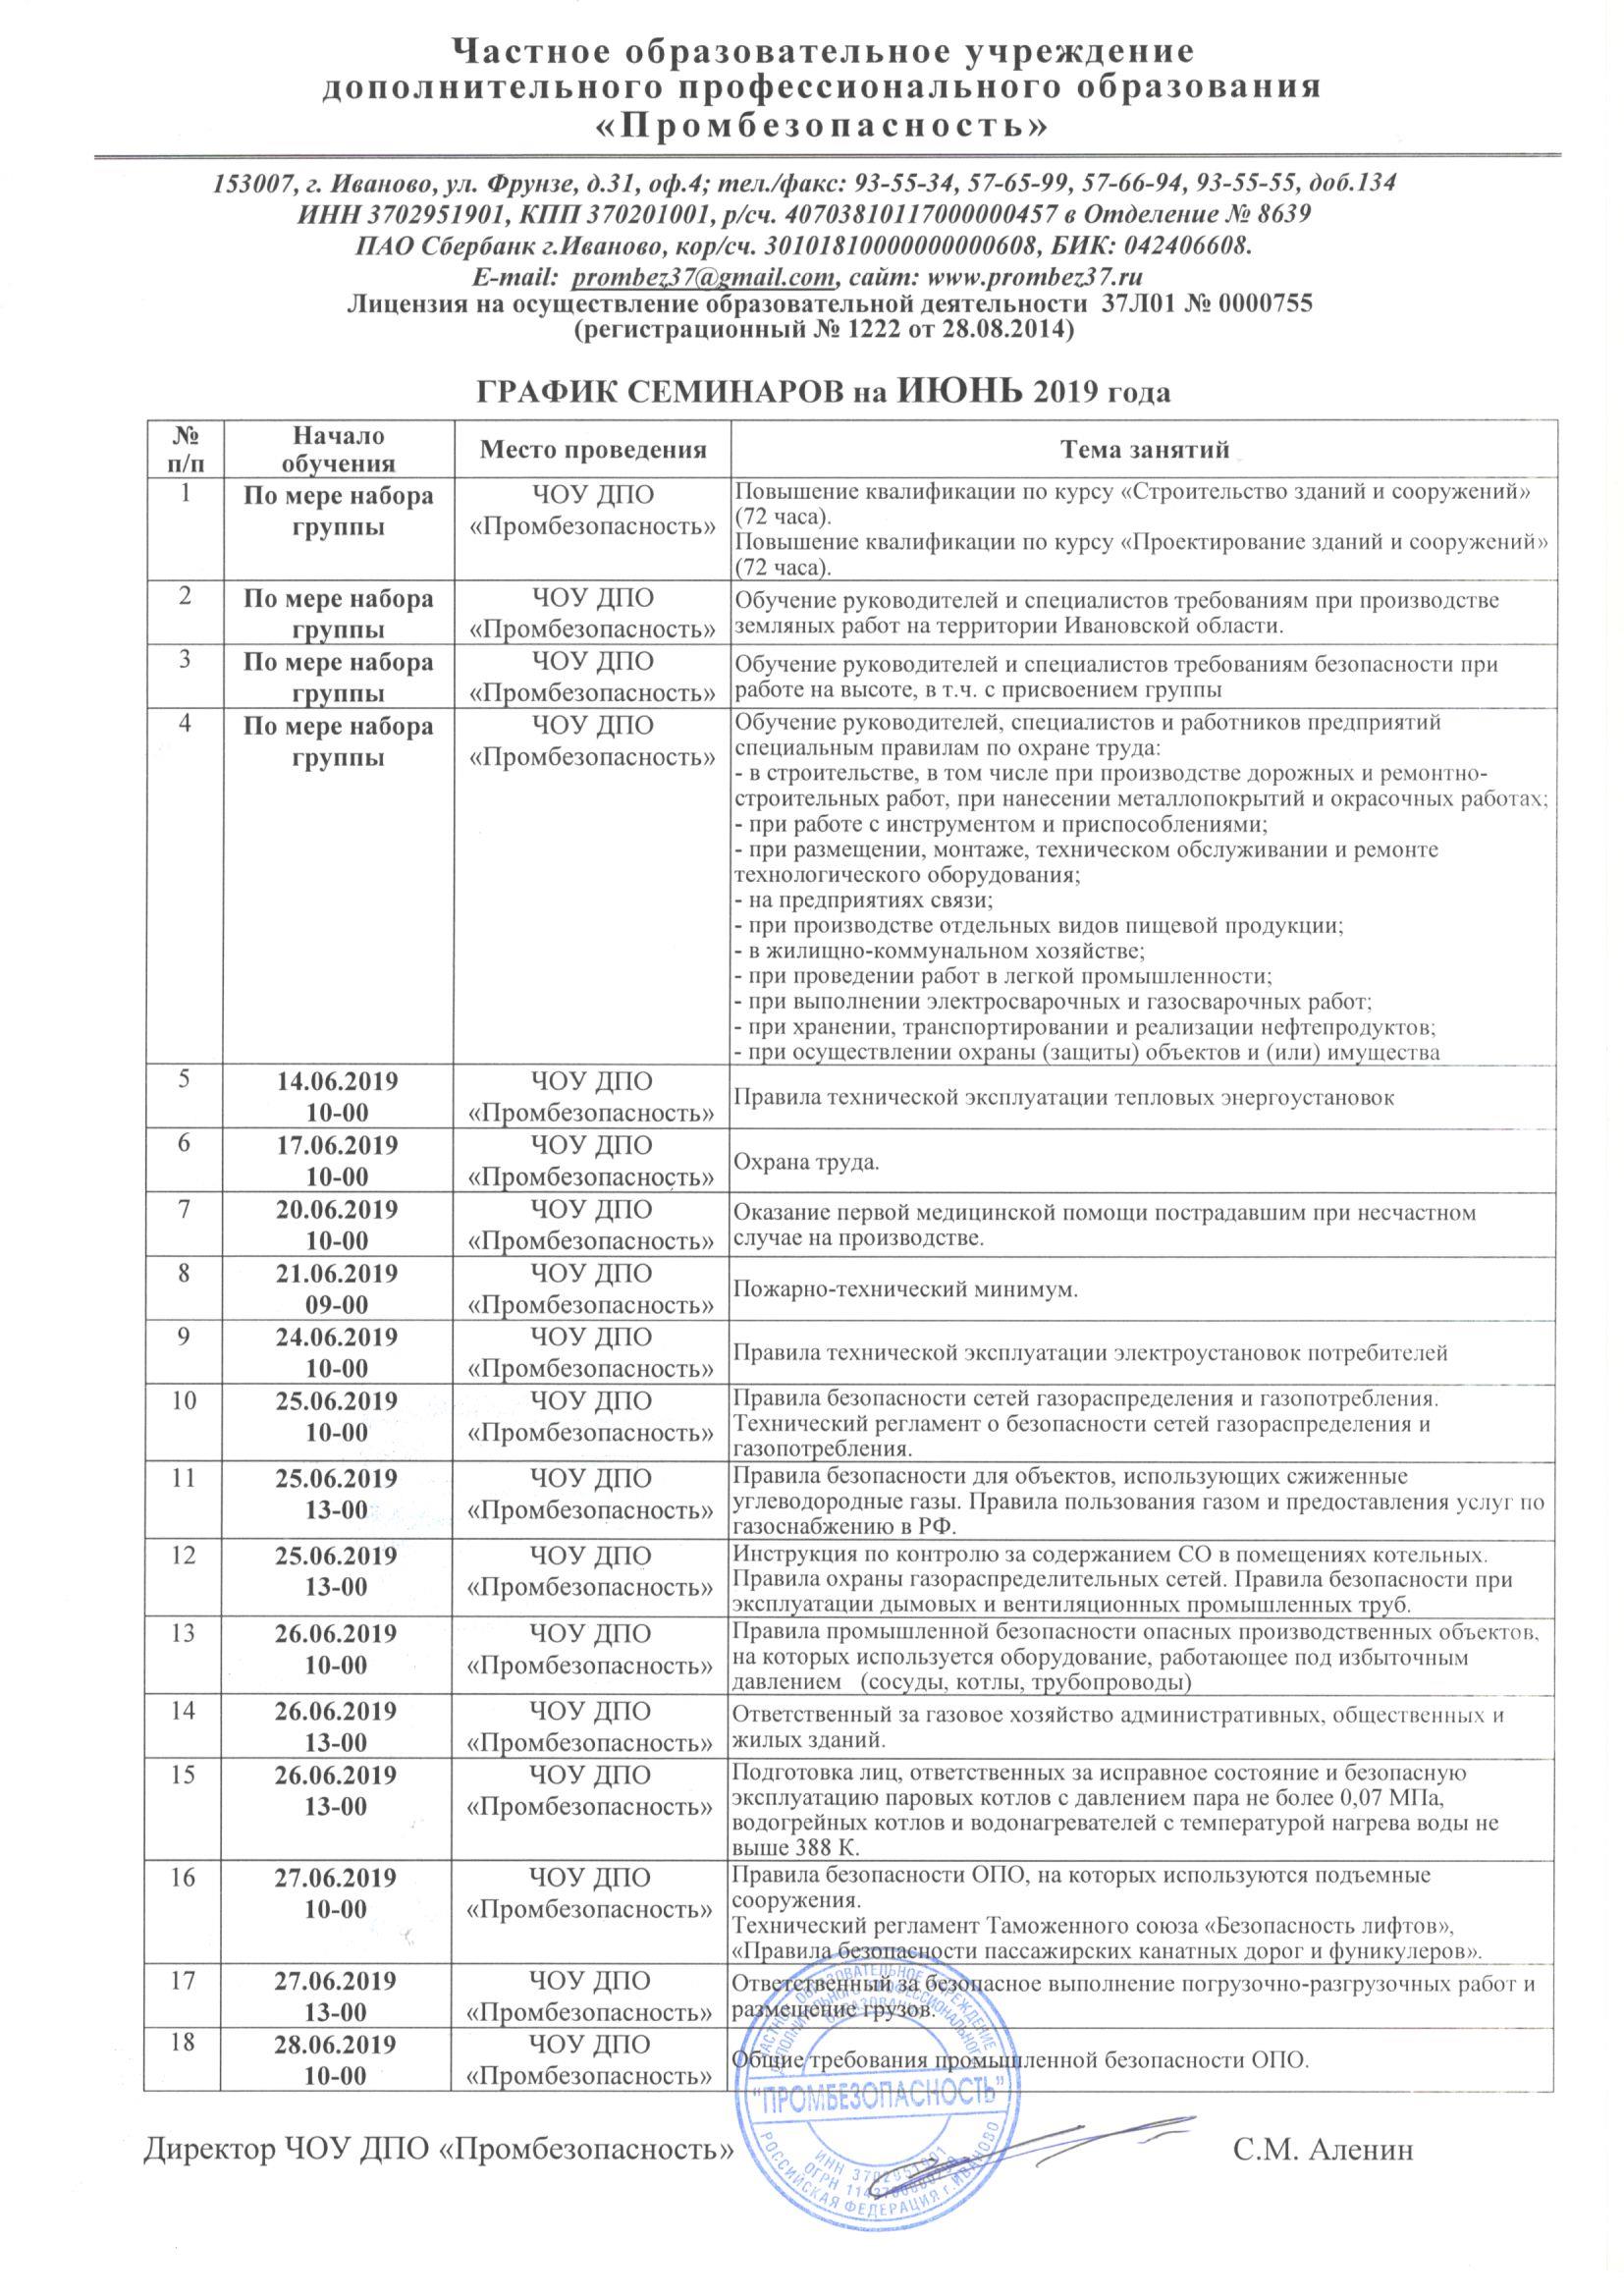 Частное образовательное учреждение
дополнительного профессионального образования
«Промбезопасность»
153007, г. Иваново, ул. Фрунзе, д.31, оф.4; тел./факс: 93-55-34, 57-65-99, 57-66-94, 93-55-55, доб.134
ИНН 3702951901, КПП 370201001, р/сч. 40703810117000000457 в Отделение № 8639
ПАО Сбербанк г.Иваново, кор/сч. 30101810000000000608, БИК: 042406608.
E-mail: prombez37@gmail.com, сайт: www.prombez37.ru
Лицензия на осуществление образовательной деятельности 37Л01 № 0000755
(регистрационный № 1222 от 28.08.2014)
ГРАФИК СЕМИНАРОВ на ИЮНЬ 2019 года
№ п/п
Начало обучения
Место проведения
Тема занятий
1
По мере набора
группы
ЧОУ ДПО
«Промбезопасность»
Повышение квалификации по курсу «Строительство зданий и сооружений»
(72 часа).
Повышение квалификации по курсу «Проектирование зданий и сооружений»
(72 часа).
2
По мере набора
группы
ЧОУ ДПО
«Промбезопасность»
Обучение руководителей и специалистов требованиям при производстве
земляных работ на территории Ивановской области.
3
По мере набора
группы
ЧОУ ДПО
«Промбезопасность»
Обучение руководителей и специалистов требованиям безопасности при
работе на высоте, в т.ч. с присвоением группы
4
По мере набора
группы
ЧОУ ДПО
«Промбезопасность»
Обучение руководителей, специалистов и работников предприятий
специальным правилам по охране труда:
- в строительстве, в том числе при производстве дорожных и ремонтно-
строительных работ, при нанесении металлопокрытий и окрасочных работах;
- при работе с инструментом и приспособлениями;
- при размещении, монтаже, техническом обслуживании и ремонте
технологического оборудования;
- на предприятиях связи;
- при производстве отдельных видов пищевой продукции;
- в жилищно-коммунальном хозяйстве;
- при проведении работ в легкой промышленности;
- при выполнении электросварочных и газосварочных работ;
- при хранении, транспортировании и реализации нефтепродуктов;
- при осуществлении охраны (защиты) объектов и (или) имущества
5
14.06.2019
10-00
ЧОУ ДПО
«Промбезопасность»
Правила технической эксплуатации тепловых энергоустановок
6
17.06.2019
10-00
ЧОУ ДПО
«Промбезопасность»
Охрана труда.
7
20.06.2019
10-00
ЧОУ ДПО
«Промбезопасность»
Оказание первой медицинской помощи пострадавшим при несчастном
случае на производстве.
8
21.06.2019
09-00
ЧОУ ДПО
«Промбезопасность»
Пожарно-технический минимум.
9
24.06.2019
10-00
ЧОУ ДПО
«Промбезопасность»
Правила технической эксплуатации электроустановок потребителей
10
25.06.2019
10-00
ЧОУ ДПО
«Промбезопасность»
Правила безопасности сетей газораспределения и газопотребления.
Технический регламент о безопасности сетей газораспределения и
газопотребления.
11
25.06.2019
13-00
ЧОУ ДПО
«Промбезопасность»
Правила безопасности для объектов, использующих сжиженные
углеводородные газы. Правила пользования газом и предоставления услуг по
газоснабжению в РФ.
12
25.06.2019
13-00
ЧОУ ДПО
«Промбезопасность»
Инструкция по контролю за содержанием СО в помещениях котельных.
Правила охраны газораспределительных сетей. Правила безопасности при
эксплуатации дымовых и вентиляционных промышленных труб.
13
26.06.2019
10-00
ЧОУ ДПО
«Промбезопасность»
Правила промышленной безопасности опасных производственных объектов,
на которых используется оборудование, работающее под избыточным
давлением (сосуды, котлы, трубопроводы)
14
26.06.2019
13-00
ЧОУ ДПО
«Промбезопасность»
Ответственный за газовое хозяйство административных, общественных и
жилых зданий.
15
26.06.2019
13-00
ЧОУ ДПО
«Промбезопасность»
Подготовка лиц, ответственных за исправное состояние и безопасную
эксплуатацию паровых котлов с давлением пара не более 0,07 МПа,
водогрейных котлов и водонагревателей с температурой нагрева воды не
выше 388 К.
16
27.06.2019
10-00
ЧОУ ДПО
«Промбезопасность»
Правила безопасности ОПО, на которых используются подъемные
сооружения.
Технический регламент Таможенного союза «Безопасность лифтов»,
«Правила безопасности пассажирских канатных дорог и фуникулеров».
17
27.06.2019
13-00
ЧОУ ДПО
«Промбезопасность»
Ответственный за безопасное выполнение погрузочно-разгрузочных работ и
размещение грузов.
18
28.06.2019
10-00
ЧОУ ДПО
«Промбезопасность»
Общие требования промышленной безопасности ОПО.
ЧАСТНОЕ ОБРАЗОВАТЕЛЬНОЕ УЧРЕЖДЕНИЕ
ДОПОЛНИТЕЛЬНОГО ПРОФЕССИОНАЛЬНОГО
ОБРАЗОВАНИЯ
"ПРОМБЕЗОПАСНОСТЬ"
ИНН 3702951901
ОГРН
РОССИЙСКАЯ ФЕДЕРАЦИЯ г.ИВАНОВО
Директор ЧОУ ДПО «Промбезопасность» С.М. Аленин